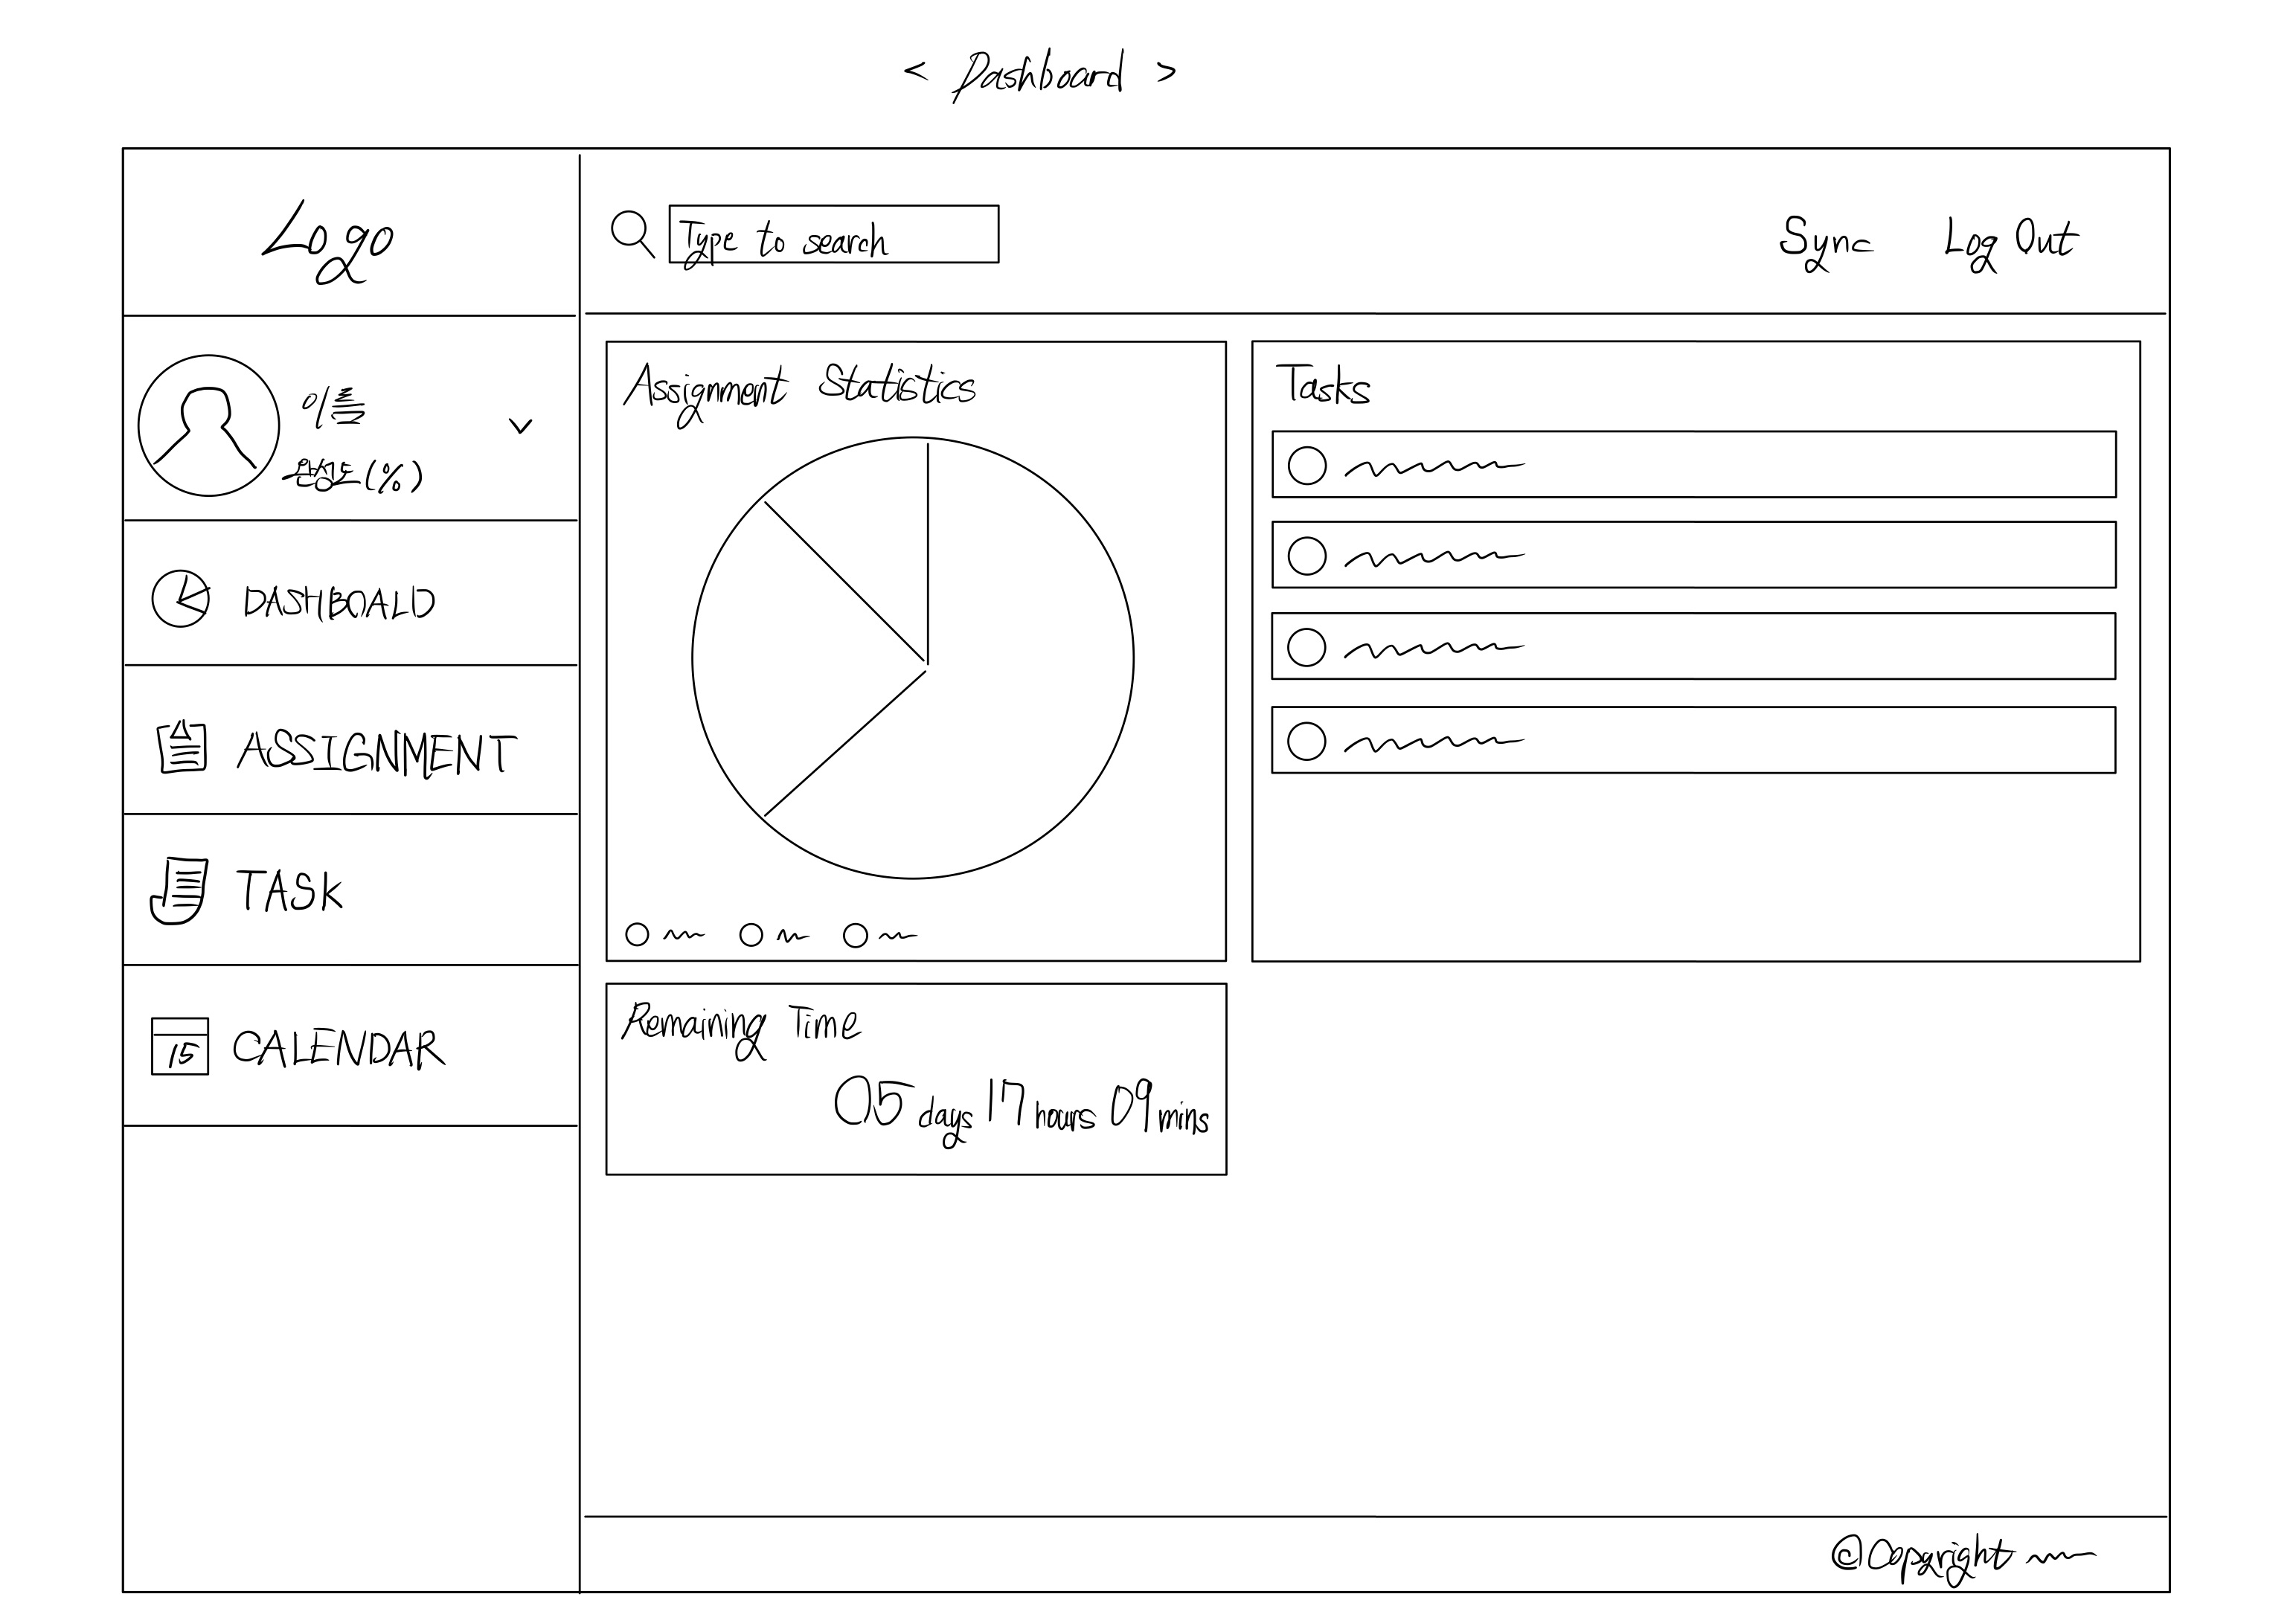 < Dashboard >
Logo
Type to search
Sync
Log Out
이름
완성도(%)
DASHBOARD
ASSIGNMENT
TASK
CALENDAR
15
Assignment Statistics
Tasks
Remaining Time
05 days 17 hours 09 mins
©Copyright